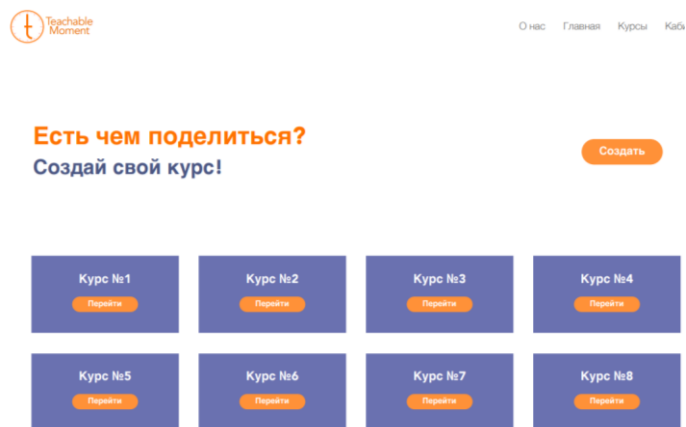 Teachable
Moment
О нас Главная Курсы
Есть чем поделиться?
Создай свой курс!
Создать
Курс №1 Курс №2 Курс №3 Курс №4
Перейти Перейти Перейти Перейти
Курс №5 Курс №6 Курс №7 Курс №8
Перейти Перейти Перейти Перейти